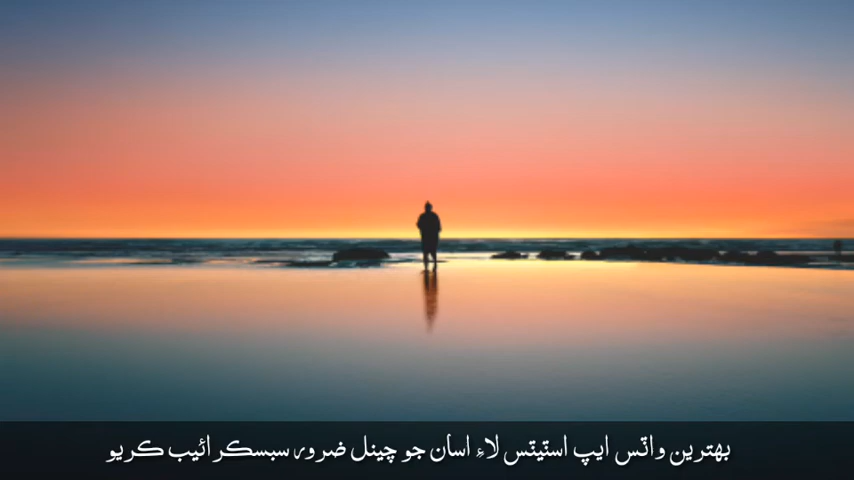 بهترين واٽس ايپ اسٽيٽس لاءِ اسان جو چينل ضرور سبسڪرائيب ڪريو